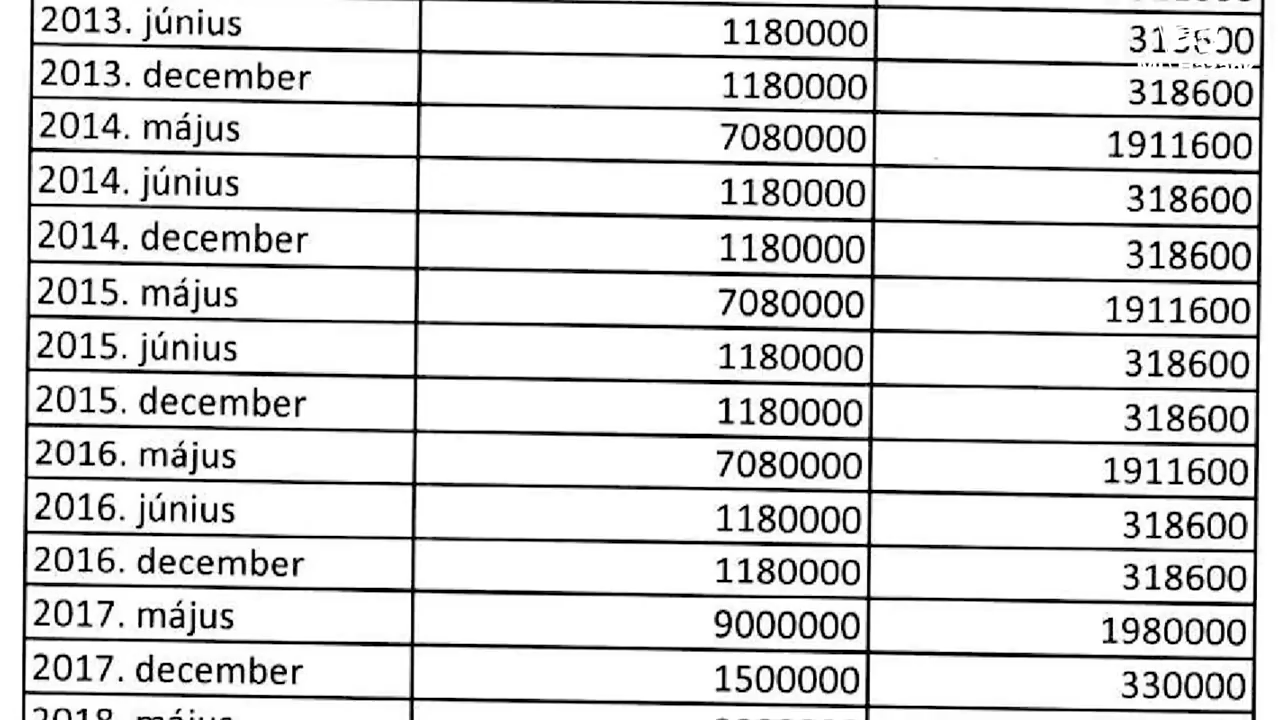 2013. június 1180000
2013. december 1180000 318600
2014. május 7080000 1911600
2014. június 1180000 318600
2014. december 1180000 318600
2015. május 7080000 1911600
2015. június 1180000 318600
2015. december 1180000 318600
2016. május 7080000 1911600
2016. június 1180000 318600
2016. december 1180000 318600
2017. május 9000000 1980000
2017. december 1500000 330000
2018. május